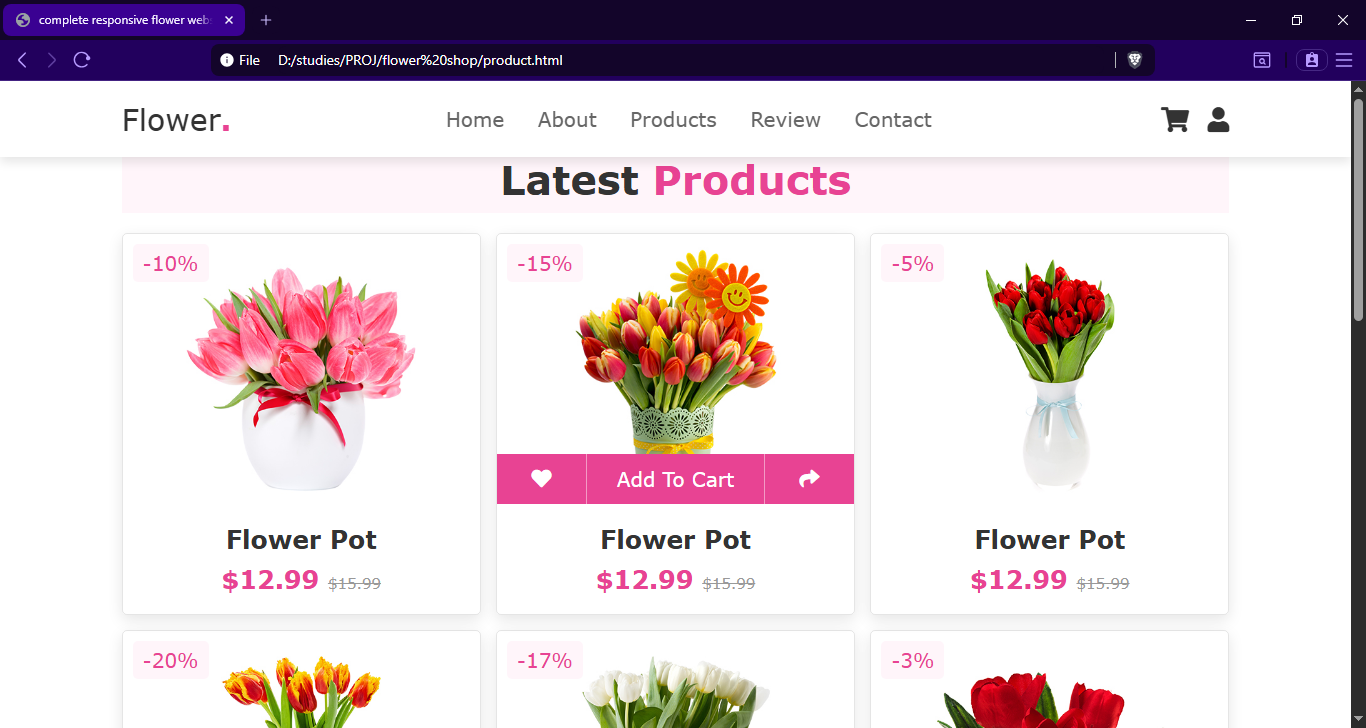 complete responsive flower web
File D:/studies/PROJ/flower%20shop/product.html
Flower.
Home About Products Review Contact
Latest Products
-10%
-15%
-5%
Add To Cart
Flower Pot
$12.99 $15.99
Flower Pot
$12.99 $15.99
Flower Pot
$12.99 $15.99
-20%
-17%
-3%